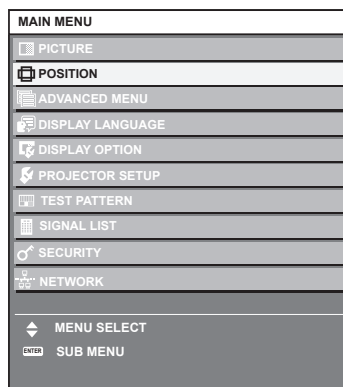 MAIN MENU
PICTURE
POSITION
ADVANCED MENU
DISPLAY LANGUAGE
DISPLAY OPTION
PROJECTOR SETUP
TEST PATTERN
SIGNAL LIST
SECURITY
NETWORK
MENU SELECT
ENTER SUB MENU